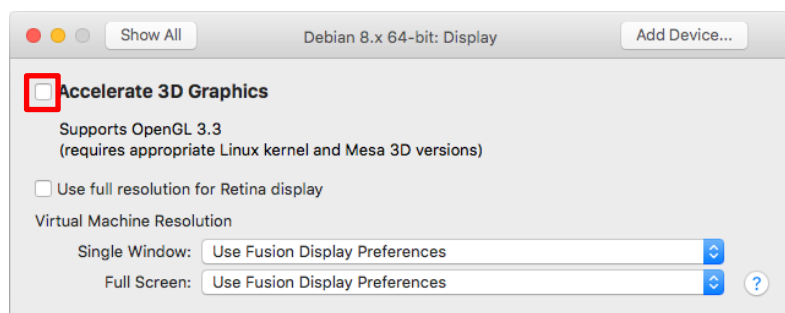 Show All
Debian 8.x 64-bit: Display
Add Device...
Accelerate 3D Graphics
Supports OpenGL 3.3
(requires appropriate Linux kernel and Mesa 3D versions)
Use full resolution for Retina display
Virtual Machine Resolution
Single Window: Use Fusion Display Preferences
Full Screen: Use Fusion Display Preferences
?